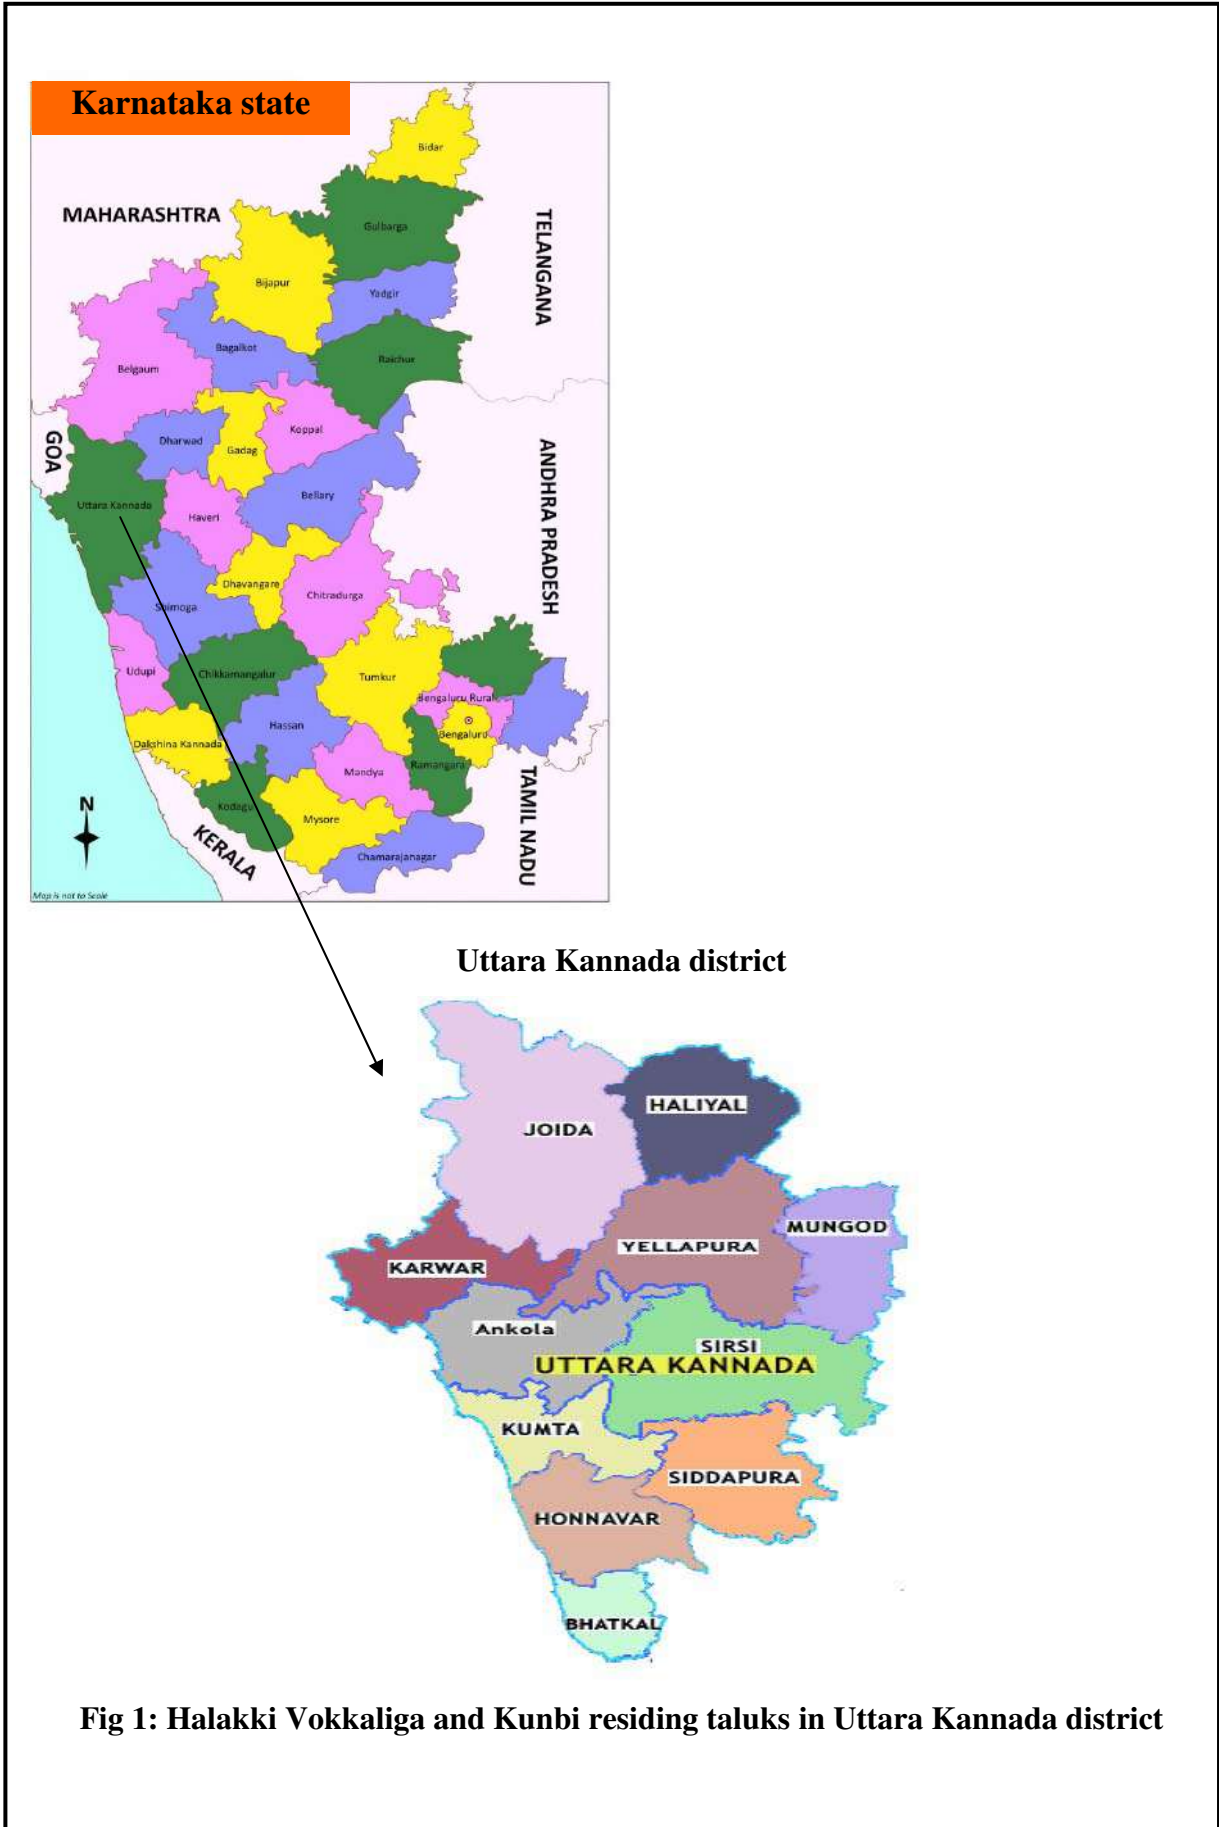 Karnataka state
Bidar
MAHARASHTRA
TELANGANA
Gulbarga
Bijapur
Yadgir
Bagalkot
Raichur
Belgaum
GOA
Dharwad
Gadag
Koppal
ANDHRA PRADESH
Uttara Kannada
Haveri
Bellary
Dhavangare
Chitradurga
Shimoga
Udupi
Chikkamangalur
Tumkur
Bengaluru Rural
Hassan
Bengaluru
Dakshina Kannada
Mandya
Ramangara
TAMIL NADU
N
Kodagu
Mysore
KERALA
Chamarajanagar
Map is not to Scale
Uttara Kannada district
HALIYAL
JOIDA
MUNGOD
YELLAPURA
KARWAR
Ankola
SIRSI
UTTARA KANNADA
KUMTA
SIDDAPURA
HONNAVAR
BHATKAL
Fig 1: Halakki Vokkaliga and Kunbi residing taluks in Uttara Kannada district